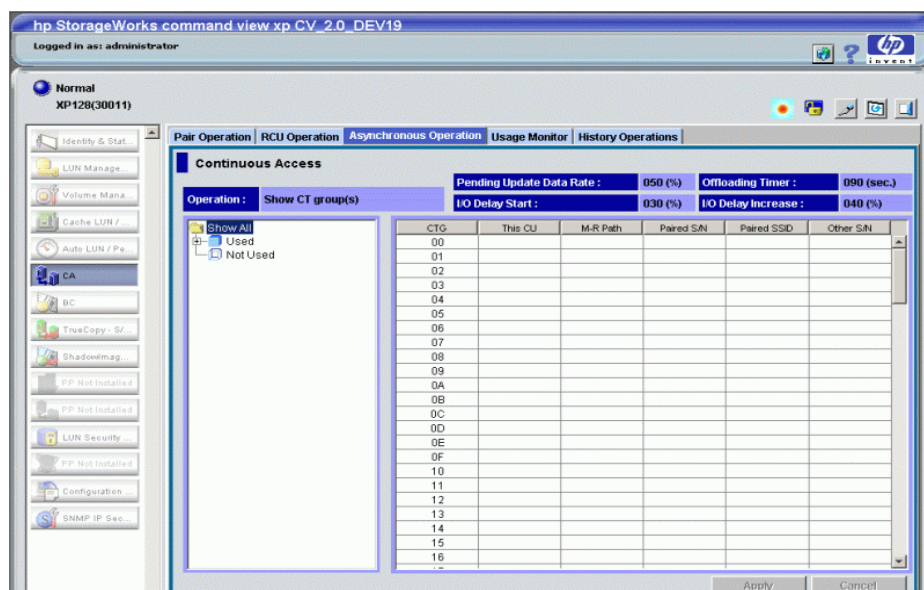 hp StorageWorks command view xp CV_2.0_DEV19
Logged in as: administrator
?
hp
invent
Normal
XP128(30011)
Identity & Stat...
LUN Manage...
Volume Mana...
Cache LUN / ...
Auto LUN / Pe...
CA
BC
TrueCopy - S/...
ShadowImag...
PP Not Installed
PP Not Installed
LUN Security ...
PP Not Installed
Configuration ...
SNMP IP Sec...
Pair Operation RCU Operation Asynchronous Operation Usage Monitor History Operations
Continuous Access
Pending Update Data Rate : 050 (%) Offloading Timer : 090 (sec.)
Operation : Show CT group(s) I/O Delay Start : 030 (%) I/O Delay Increase : 040 (%)
Show All
Used
Not Used
CTG This CU M-R Path Paired S/N Paired SSID Other S/N
00
01
02
03
04
05
06
07
08
09
0A
0B
0C
0D
0E
0F
10
11
12
13
14
15
16
Apply Cancel